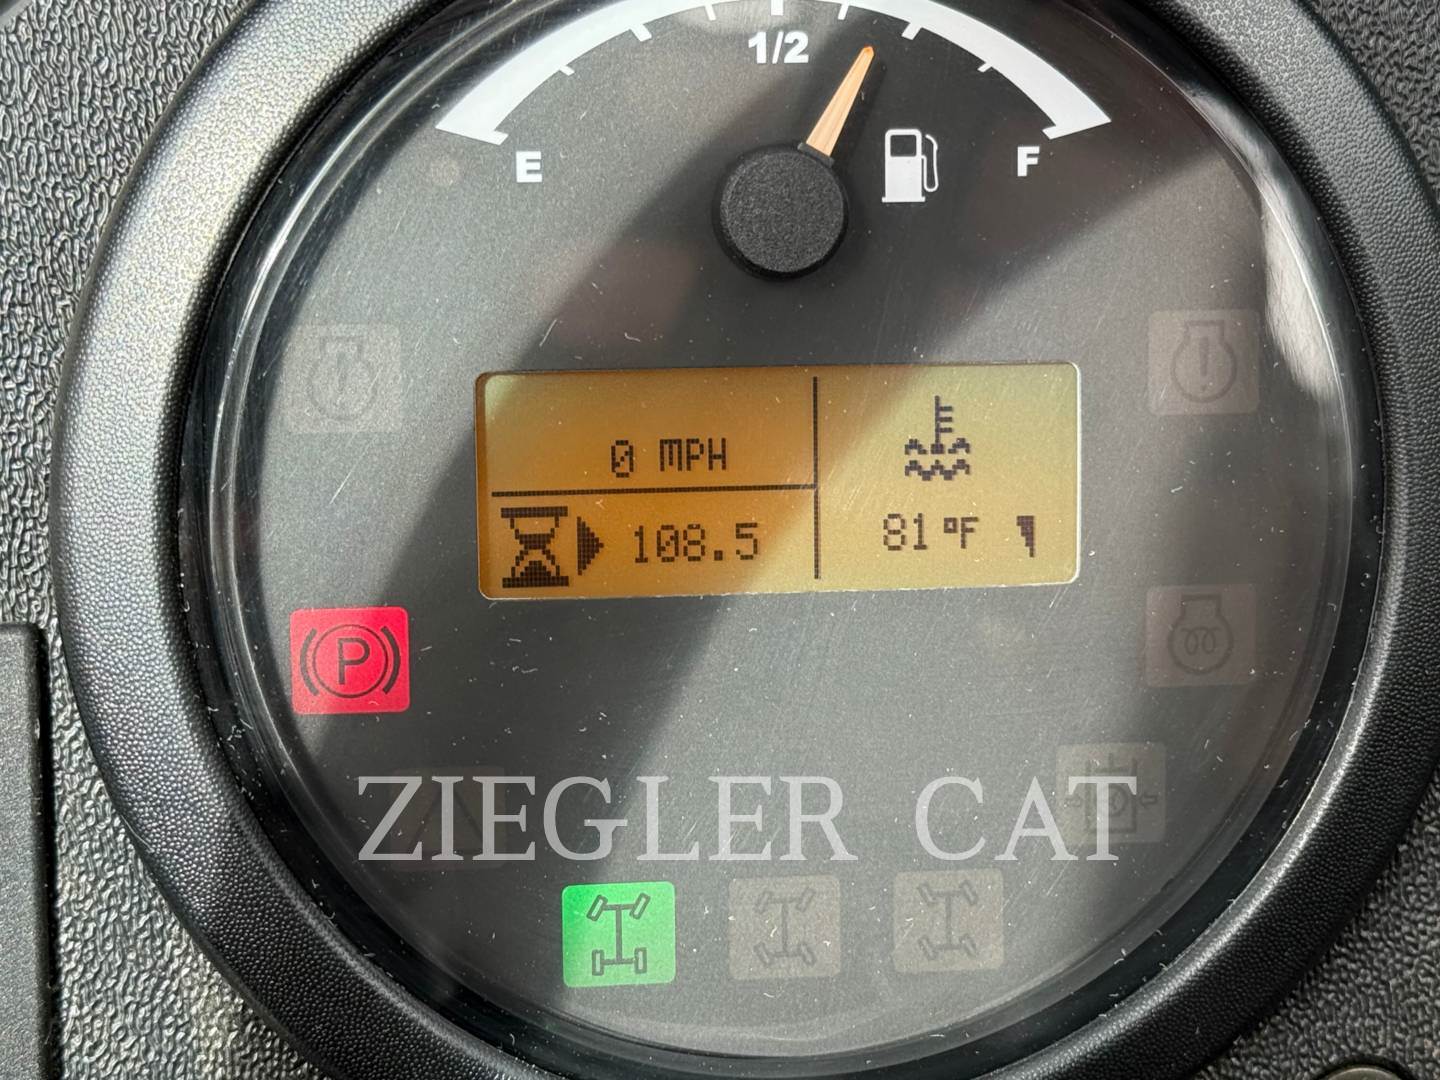 1/2
E
F
0 MPH
108.5
81°F
P
ZIEGLER CAT